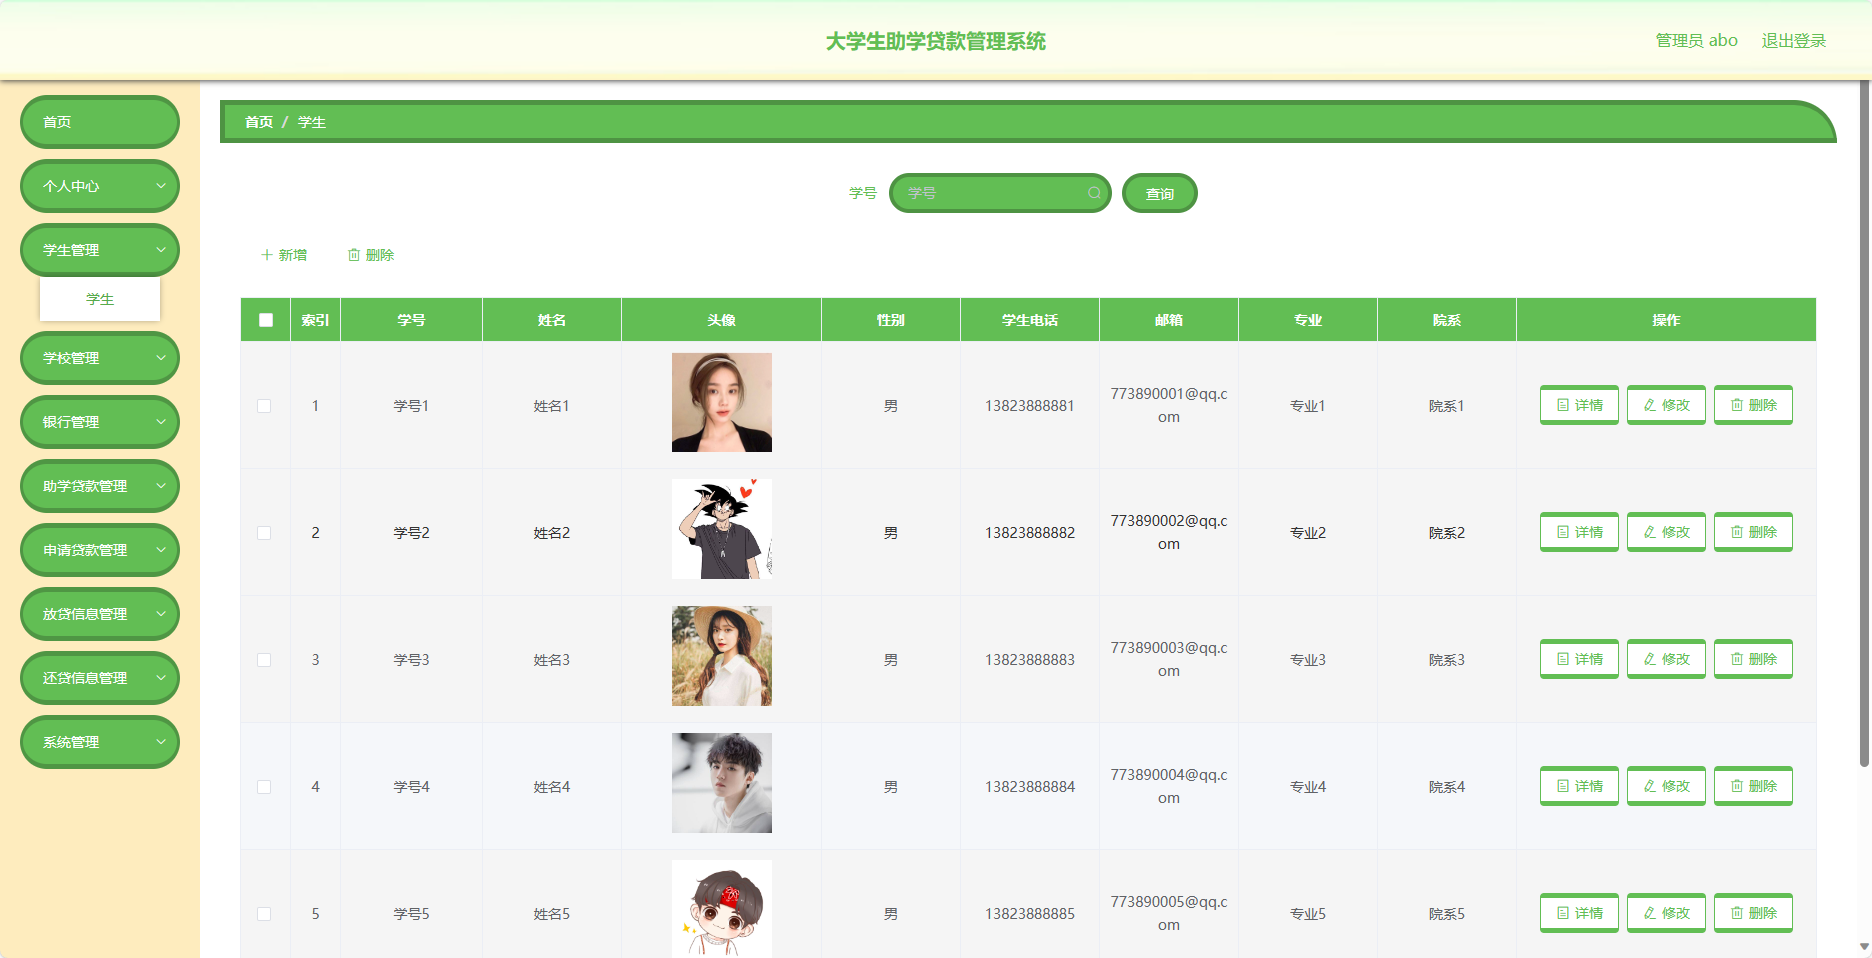 大学生助学贷款管理系统
管理员 abo 退出登录
首页
个人中心
学生管理
学生
学校管理
银行管理
助学贷款管理
申请贷款管理
放贷信息管理
还贷信息管理
系统管理
首页 / 学生
学号 学号 查询
新增 删除
索引 学号 姓名 头像 性别 学生电话 邮箱 专业 院系 操作
1 学号1 姓名1 男 13823888881 773890001@qq.c
om 专业1 院系1 详情 修改 删除
2 学号2 姓名2 男 13823888882 773890002@qq.c
om 专业2 院系2 详情 修改 删除
3 学号3 姓名3 男 13823888883 773890003@qq.c
om 专业3 院系3 详情 修改 删除
4 学号4 姓名4 男 13823888884 773890004@qq.c
om 专业4 院系4 详情 修改 删除
5 学号5 姓名5 男 13823888885 773890005@qq.c
om 专业5 院系5 详情 修改 删除